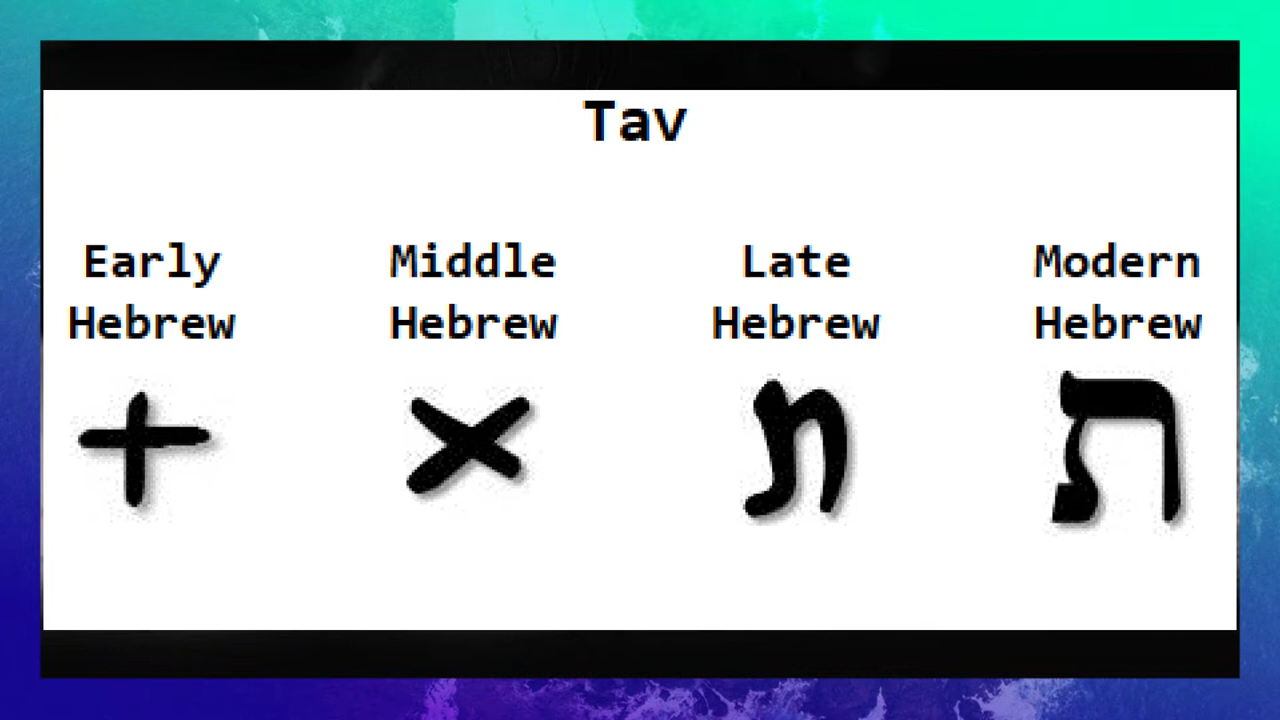 Tav
Early Middle Late Modern
Hebrew Hebrew Hebrew Hebrew
+ × ת ת